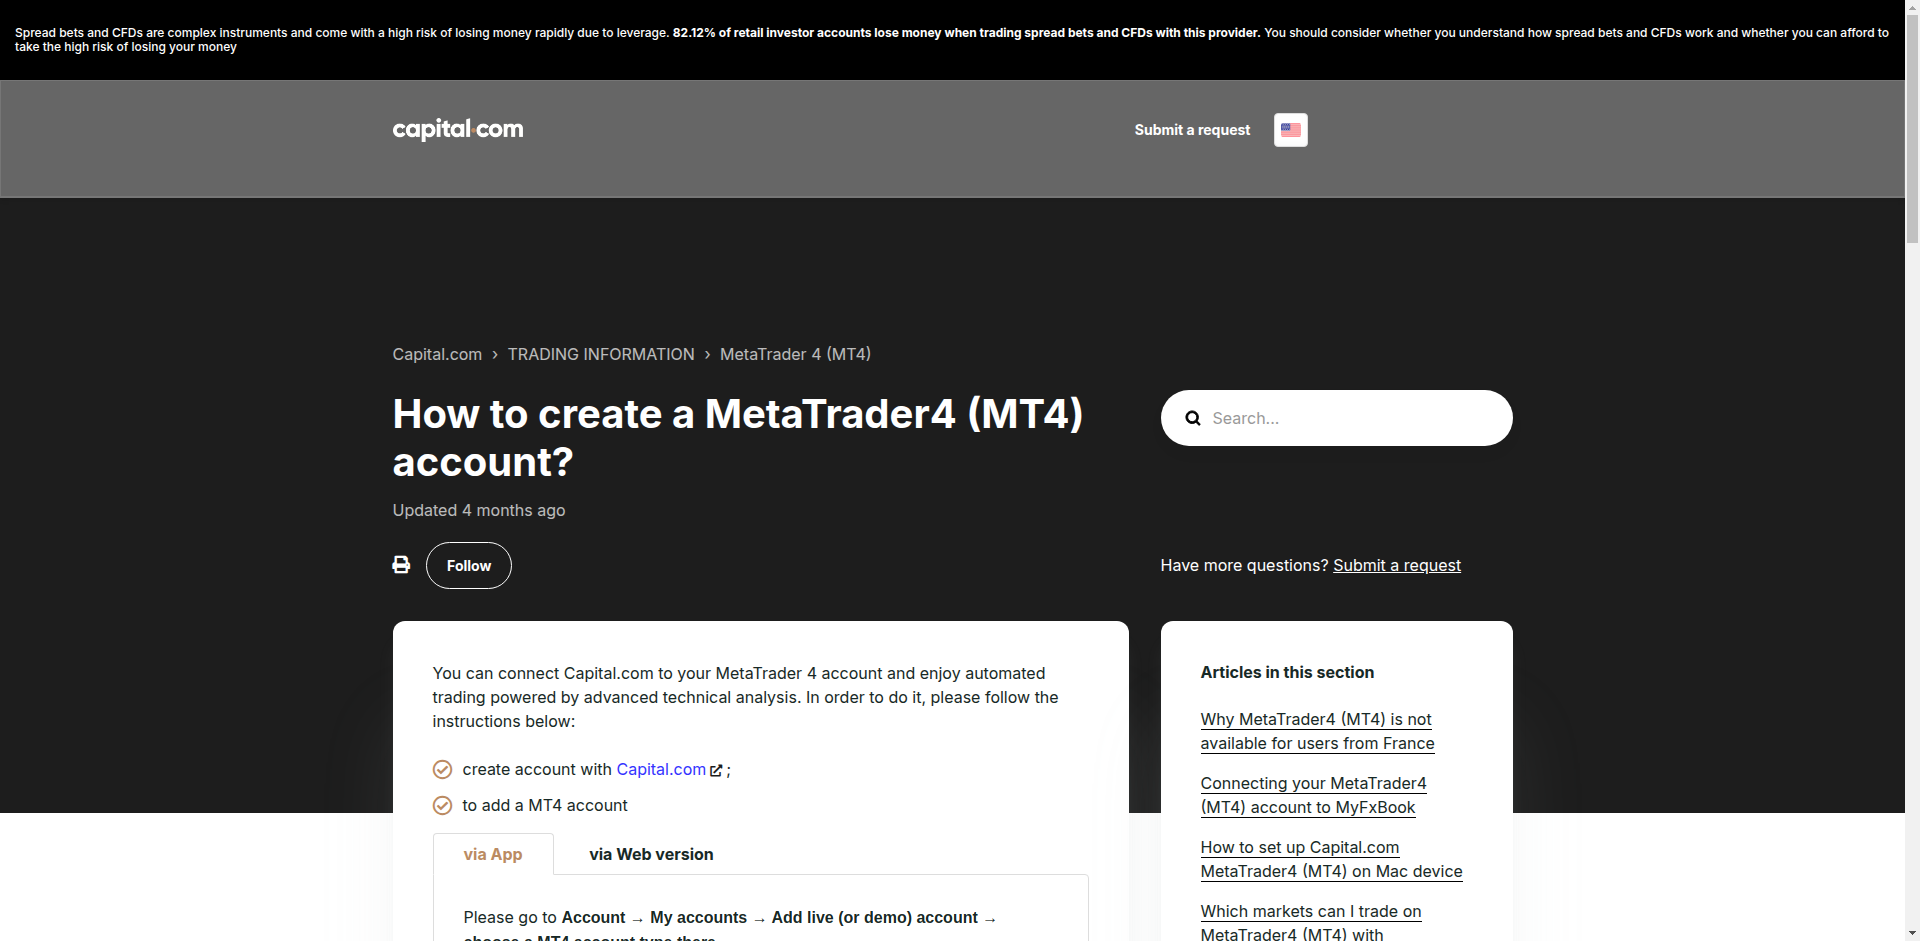 Spread bets and CFDs are complex instruments and come with a high risk of losing money rapidly due to leverage. 82.12% of retail investor accounts lose money when trading spread bets and CFDs with this provider. You should consider whether you understand how spread bets and CFDs work and whether you can afford to
take the high risk of losing your money
capital.com
Submit a request
Capital.com › TRADING INFORMATION › MetaTrader 4 (MT4)
How to create a MetaTrader4 (MT4)
account?
Search...
Updated 4 months ago
Follow
Have more questions? Submit a request
You can connect Capital.com to your MetaTrader 4 account and enjoy automated
trading powered by advanced technical analysis. In order to do it, please follow the
instructions below:
create account with Capital.com ;
to add a MT4 account
via App
via Web version
Please go to Account → My accounts → Add live (or demo) account →
choose a MT4 account type there
Articles in this section
Why MetaTrader4 (MT4) is not
available for users from France
Connecting your MetaTrader4
(MT4) account to MyFxBook
How to set up Capital.com
MetaTrader4 (MT4) on Mac device
Which markets can I trade on
MetaTrader4 (MT4) with